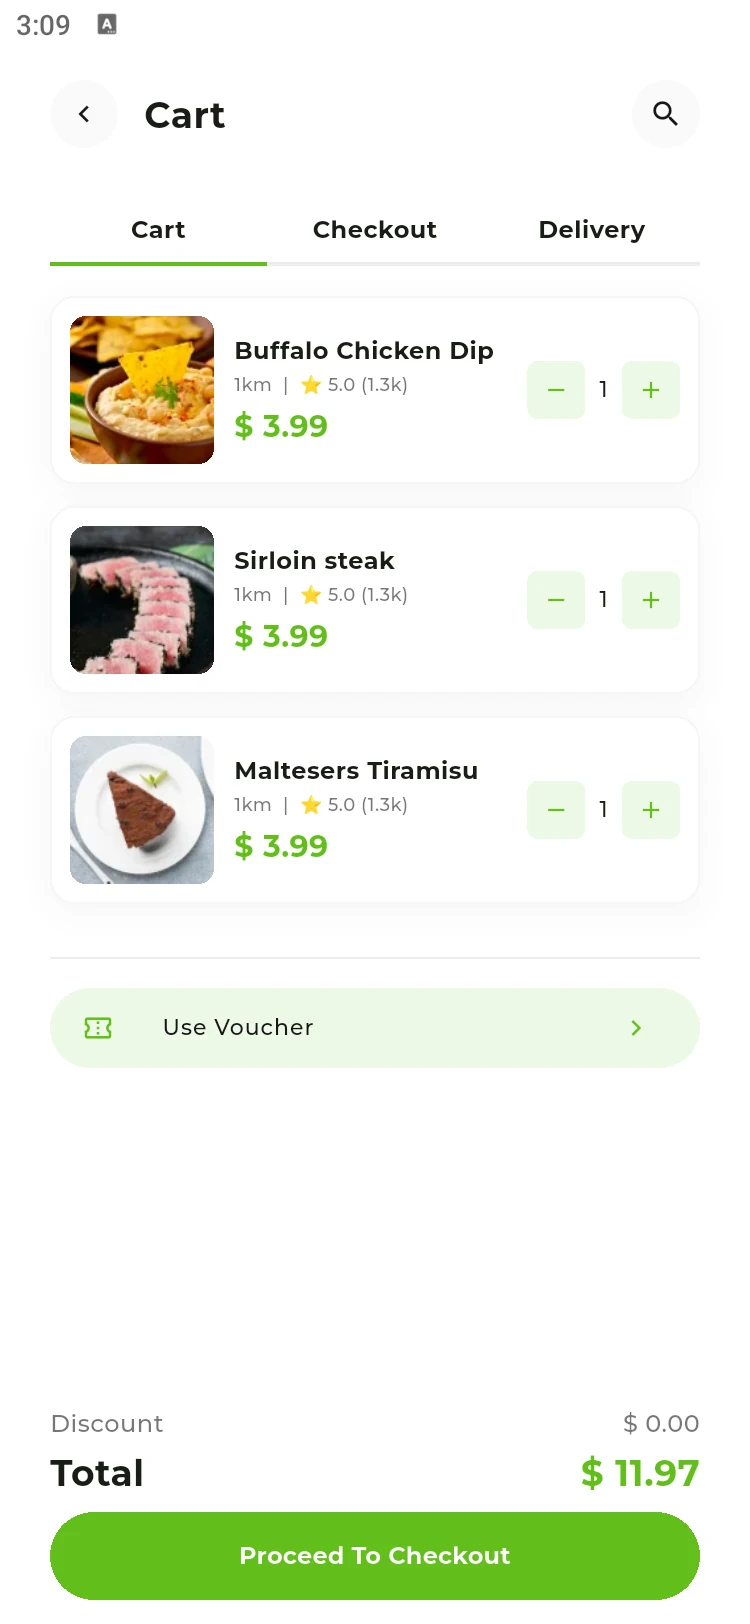 3:09 A
Cart
Cart Checkout Delivery
Buffalo Chicken Dip
1km | ⭐ 5.0 (1.3k)
$ 3.99
− 1 +
Sirloin steak
1km | ⭐ 5.0 (1.3k)
$ 3.99
− 1 +
Maltesers Tiramisu
1km | ⭐ 5.0 (1.3k)
$ 3.99
− 1 +
Use Voucher
Discount $ 0.00
Total $ 11.97
Proceed To Checkout